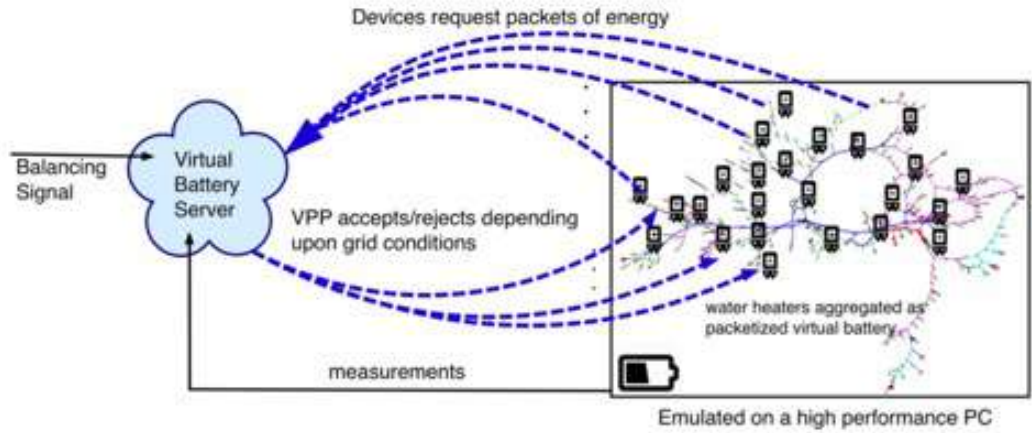 Devices request packets of energy
Balancing
Signal
Virtual
Battery
Server
VPP accepts/rejects depending
upon grid conditions
water heaters aggregated as
packetized virtual battery
measurements
Emulated on a high performance PC